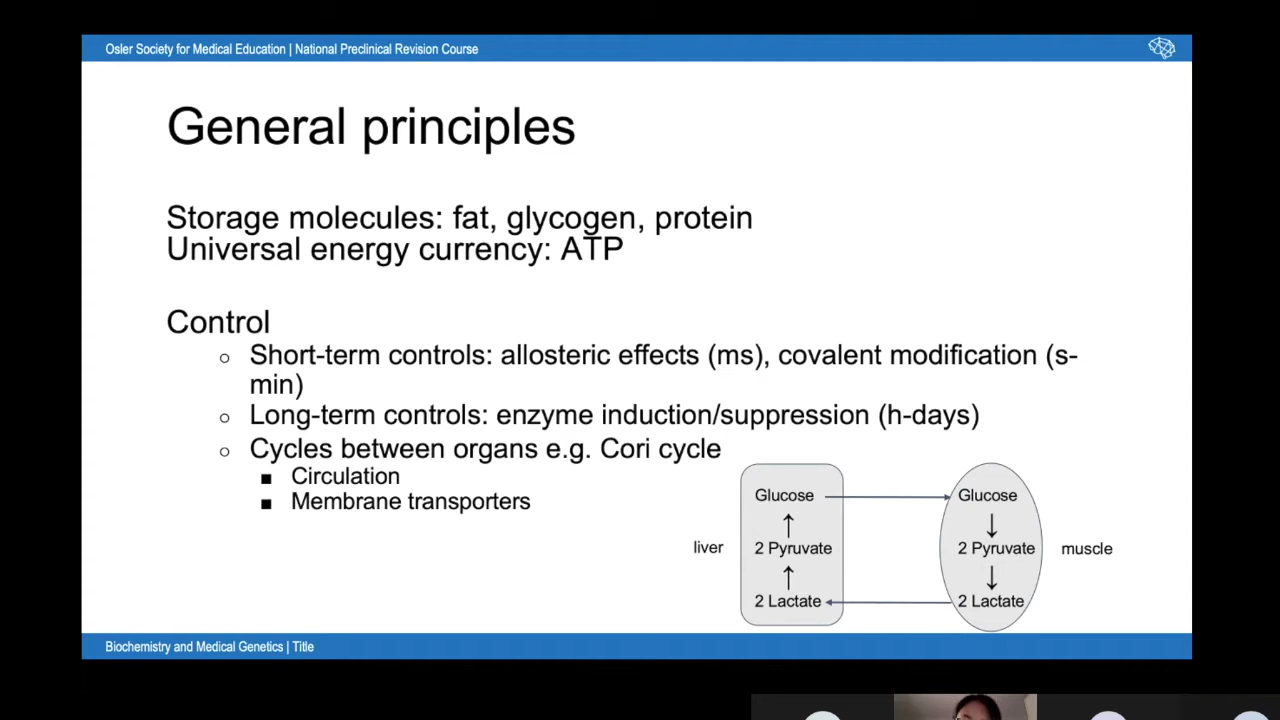 Osler Society for Medical Education | National Preclinical Revision Course
General principles
Storage molecules: fat, glycogen, protein
Universal energy currency: ATP
Control
○ Short-term controls: allosteric effects (ms), covalent modification (s-
min)
○ Long-term controls: enzyme induction/suppression (h-days)
○ Cycles between organs e.g. Cori cycle
■ Circulation
■ Membrane transporters
Glucose → Glucose
↑ ↓
liver 2 Pyruvate 2 Pyruvate muscle
↑ ↓
2 Lactate ← 2 Lactate
Biochemistry and Medical Genetics | Title